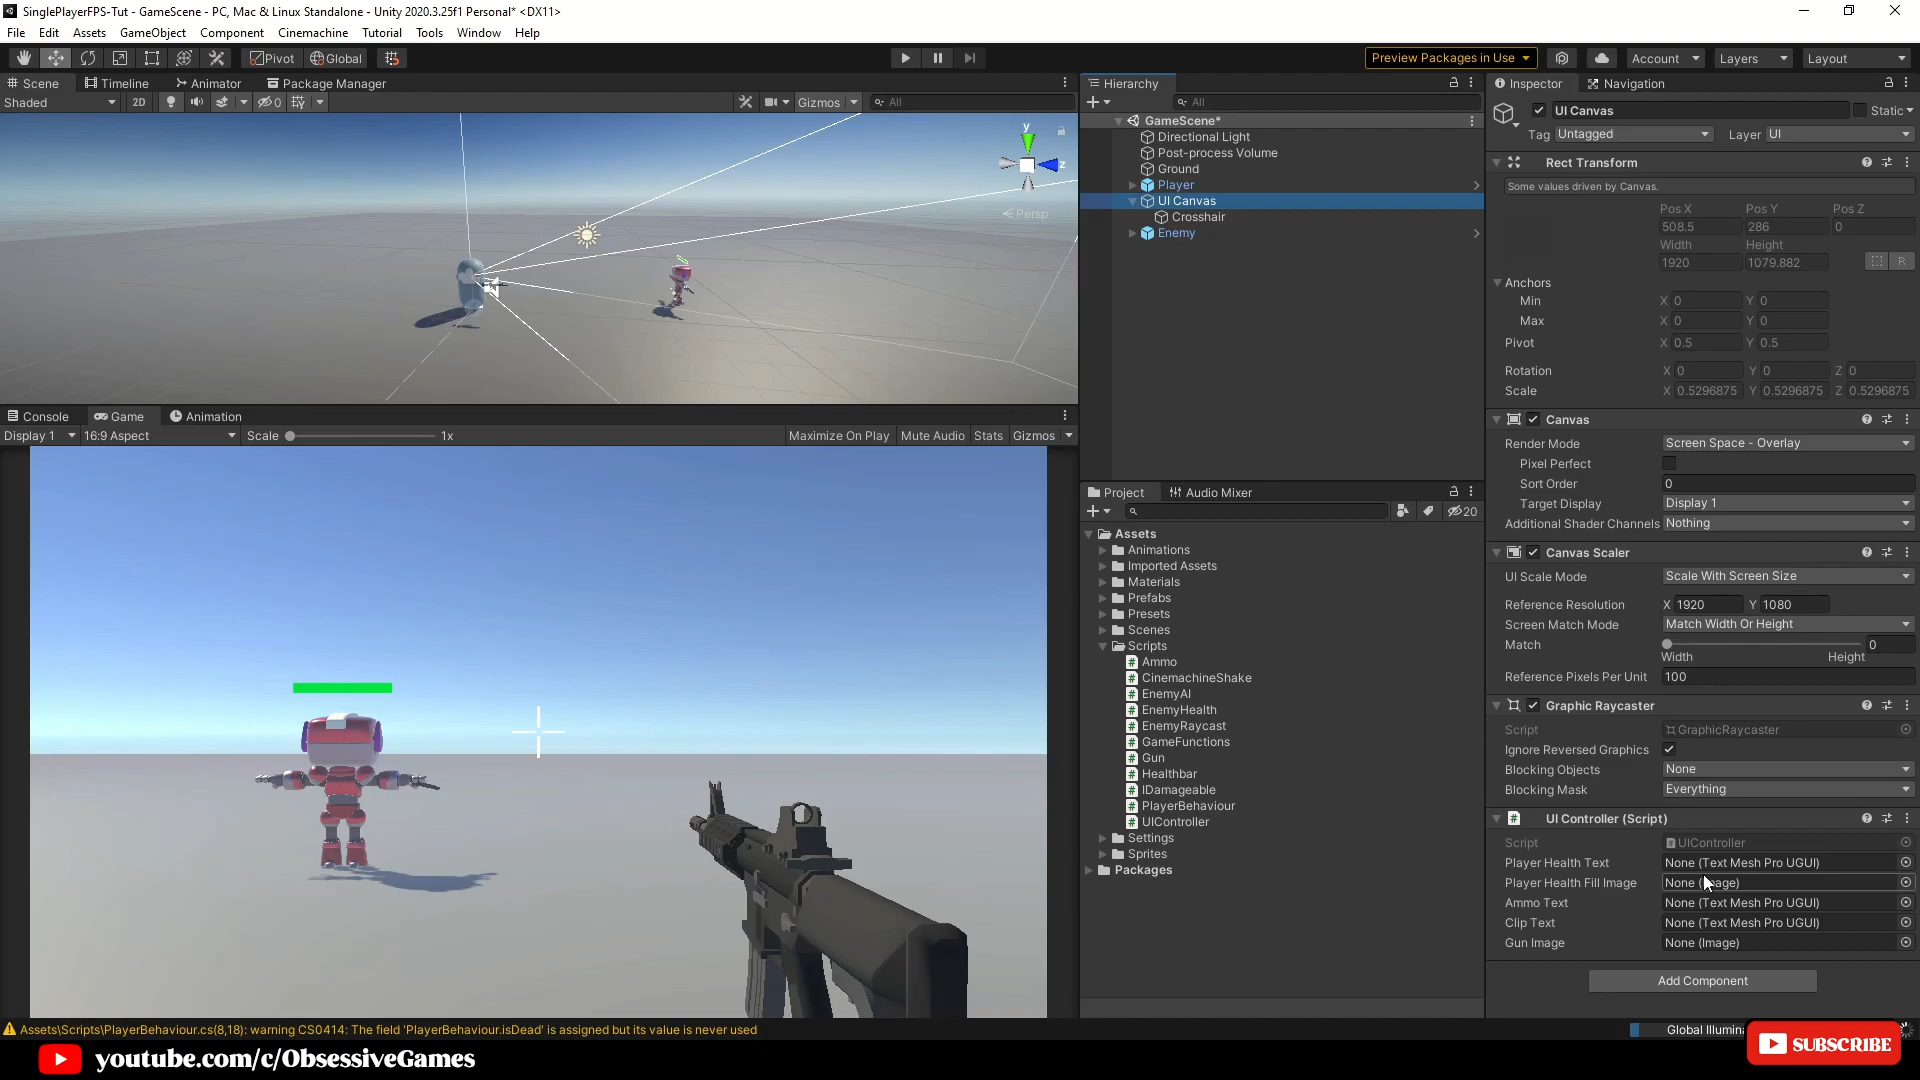 SinglePlayerFPS-Tut - GameScene - PC, Mac & Linux Standalone - Unity 2020.3.25f1 Personal* <DX11>
File Edit Assets GameObject Component Cinemachine Tutorial Tools Window Help
Pivot Global Preview Packages in Use Account Layers Layout
Scene Timeline Animator Package Manager
Shaded 2D 0 Gizmos All
y
z
Persp
Console Game Animation
Display 1 16:9 Aspect Scale 1x Maximize On Play Mute Audio Stats Gizmos
Hierarchy
All
GameScene*
Directional Light
Post-process Volume
Ground
Player
UI Canvas
Crosshair
Enemy
Project Audio Mixer
20
Assets
Animations
Imported Assets
Materials
Prefabs
Presets
Scenes
Scripts
Ammo
CinemachineShake
EnemyAI
EnemyHealth
EnemyRaycast
GameFunctions
Gun
Healthbar
IDamageable
PlayerBehaviour
UIController
Settings
Sprites
Packages
Inspector Navigation
UI Canvas Static
Tag Untagged Layer UI
Rect Transform
Some values driven by Canvas.
Pos X Pos Y Pos Z
508.5 286 0
Width Height
1920 1079.882 R
Anchors
Min X 0 Y 0
Max X 0 Y 0
Pivot X 0.5 Y 0.5
Rotation X 0 Y 0 Z 0
Scale X 0.5296875 Y 0.5296875 Z 0.5296875
Canvas
Render Mode Screen Space - Overlay
Pixel Perfect
Sort Order 0
Target Display Display 1
Additional Shader Channels Nothing
Canvas Scaler
UI Scale Mode Scale With Screen Size
Reference Resolution X 1920 Y 1080
Screen Match Mode Match Width Or Height
Match 0
Width Height
Reference Pixels Per Unit 100
Graphic Raycaster
Script GraphicRaycaster
Ignore Reversed Graphics
Blocking Objects None
Blocking Mask Everything
UI Controller (Script)
Script UIController
Player Health Text None (Text Mesh Pro UGUI)
Player Health Fill Image None (Image)
Ammo Text None (Text Mesh Pro UGUI)
Clip Text None (Text Mesh Pro UGUI)
Gun Image None (Image)
Add Component
Assets\Scripts\PlayerBehaviour.cs(8,18): warning CS0414: The field 'PlayerBehaviour.isDead' is assigned but its value is never used
Global
youtube.com/c/ObsessiveGames
SUBSCRIBE